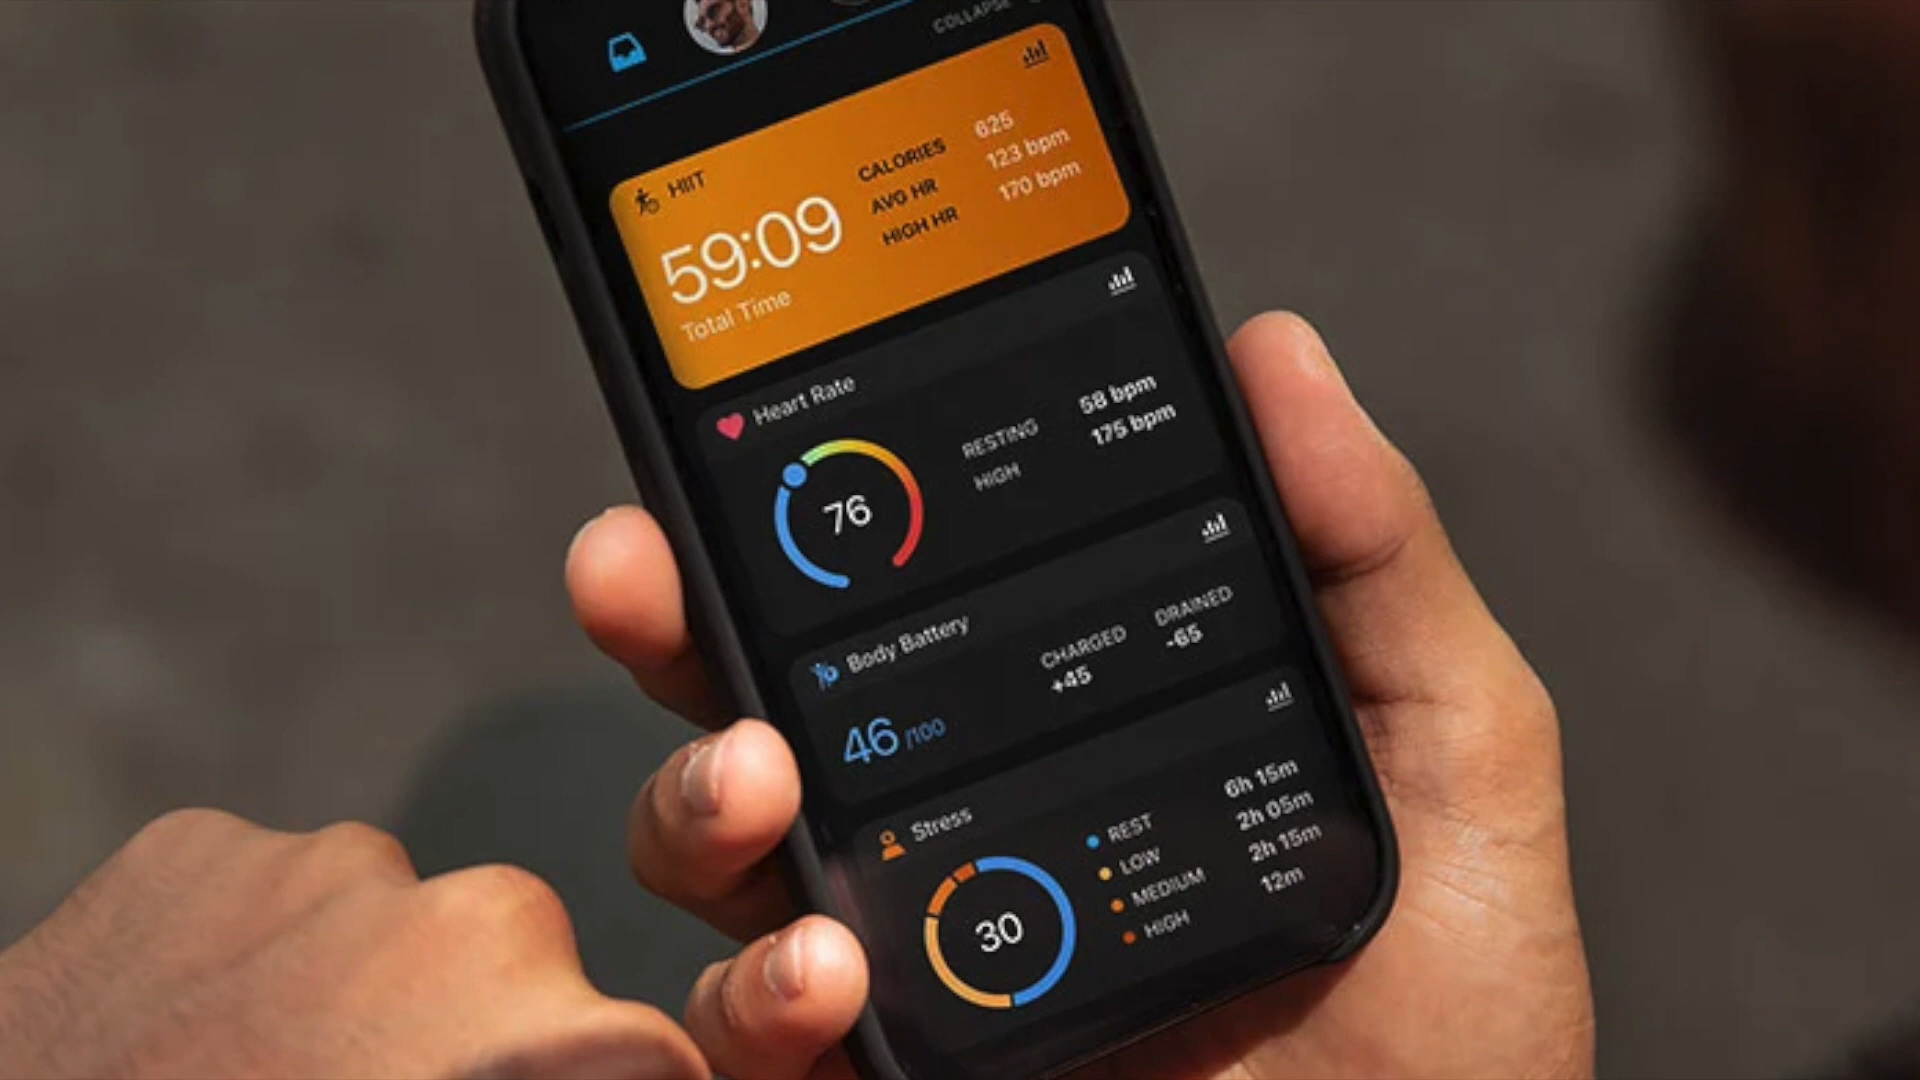 COLLAPSE
HIIT
59:09
Total Time
CALORIES 625
AVG HR 123 bpm
HIGH HR 170 bpm
Heart Rate
76
RESTING 58 bpm
HIGH 175 bpm
Body Battery
46 /100
CHARGED
+45
DRAINED
-65
Stress
30
REST 6h 15m
LOW 2h 05m
MEDIUM 2h 15m
HIGH 12m